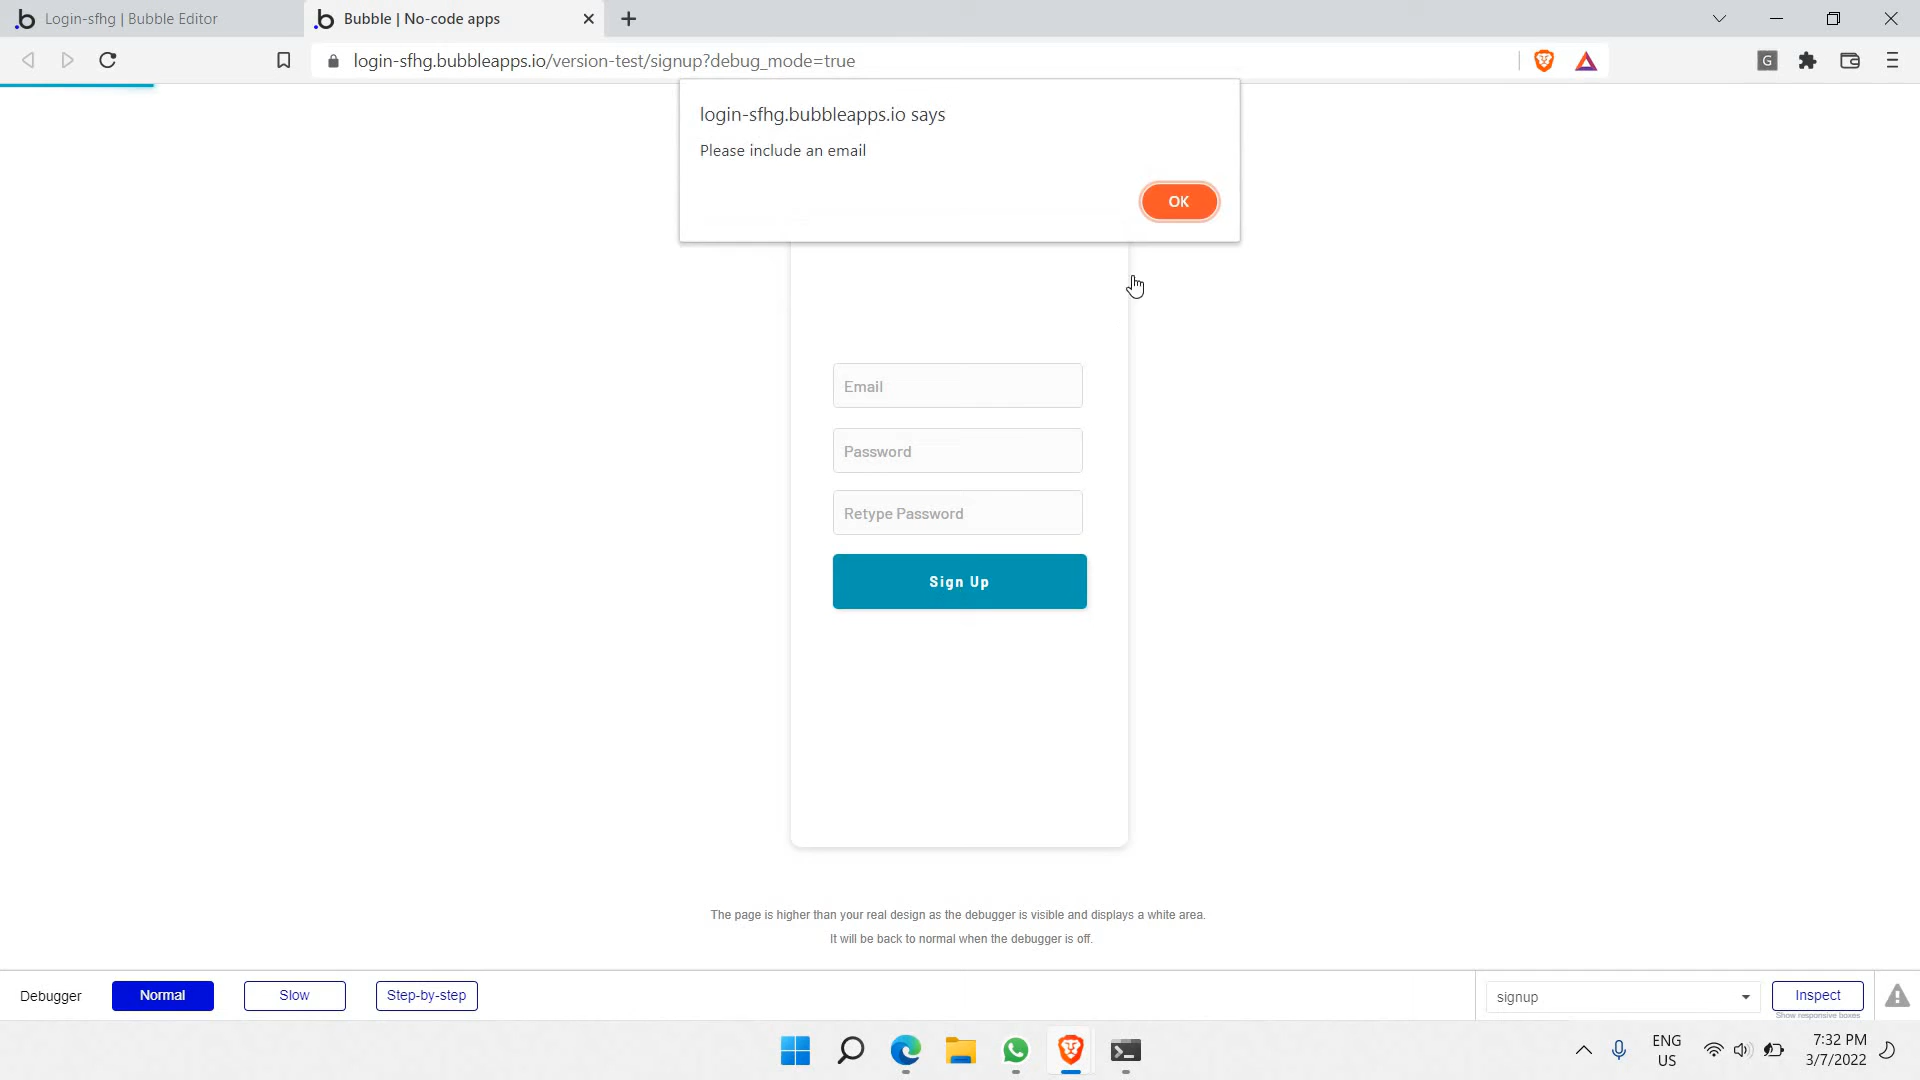 Login-sfhg | Bubble Editor
Bubble | No-code apps
login-sfhg.bubbleapps.io/version-test/signup?debug_mode=true
G
login-sfhg.bubbleapps.io says
Please include an email
OK
Email
Password
Retype Password
Sign Up
The page is higher than your real design as the debugger is visible and displays a white area.
It will be back to normal when the debugger is off.
Debugger
Normal
Slow
Step-by-step
signup
Inspect
Show responsive boxes
ENG
US
7:32 PM
3/7/2022